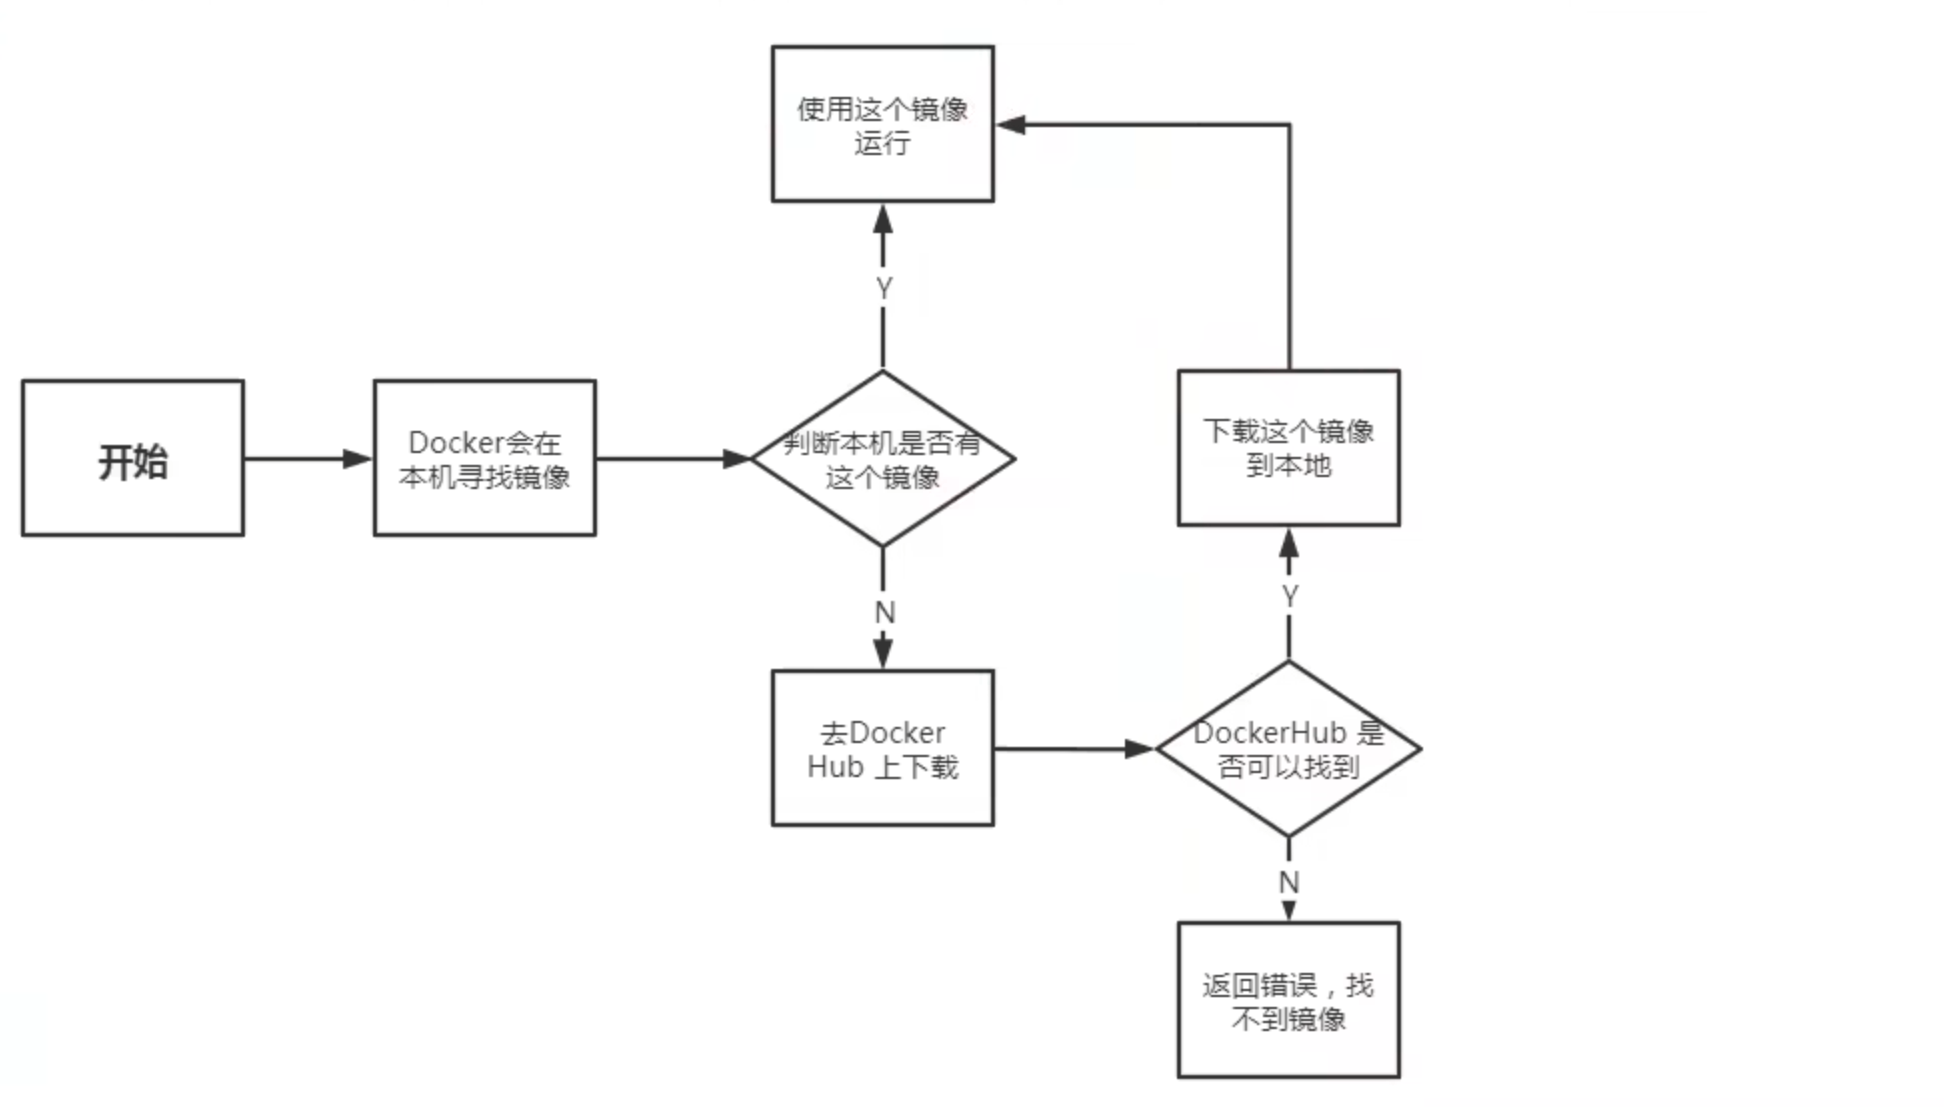 使用这个镜像
运行
Y
开始
Docker会在
本机寻找镜像
判断本机是否有
这个镜像
下载这个镜像
到本地
N
Y
去Docker
Hub 上下载
DockerHub 是
否可以找到
N
返回错误，找
不到镜像